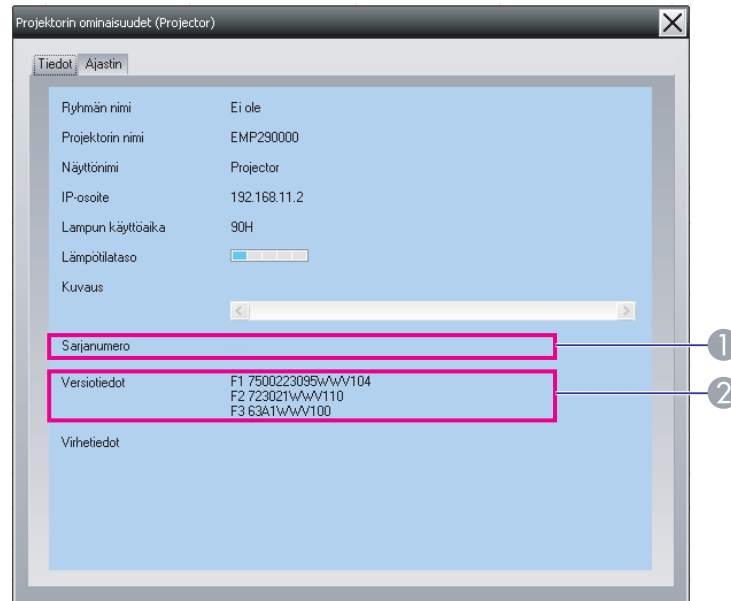 Projektorin ominaisuudet (Projector)
Tiedot Ajastin
Ryhmän nimi Ei ole
Projektorin nimi EMP290000
Näyttönimi Projector
IP-osoite 192.168.11.2
Lampun käyttöaika 90H
Lämpötilataso
Kuvaus
Sarjanumero
1
Versiotiedot F1 7500223095WWV104
2
F2 723021WWV110
F3 63A1WWV100
Virhetiedot